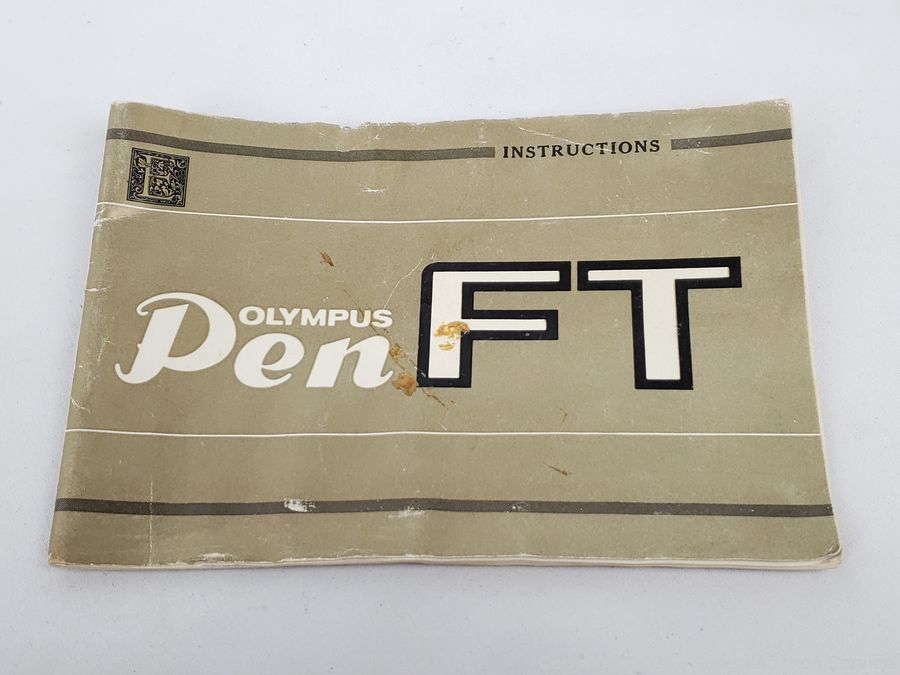 INSTRUCTIONS
E
OLYMPUS
Pen FT